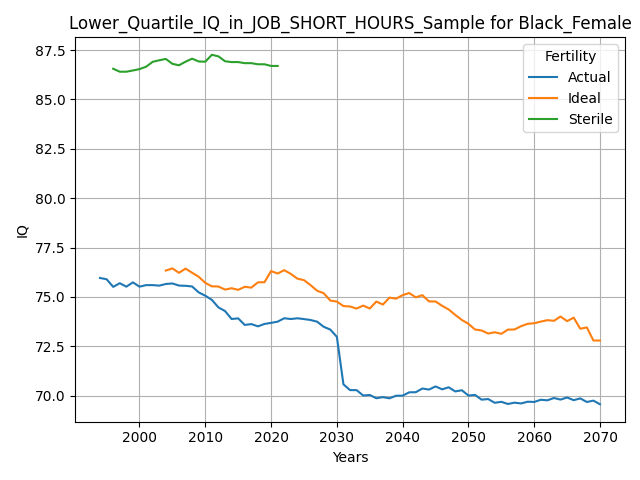 Lower_Quartile_IQ_in_JOB_SHORT_HOURS_Sample for Black_Female
Fertility
Actual
Ideal
Sterile
IQ
87.5
85.0
82.5
80.0
77.5
75.0
72.5
70.0
2000 2010 2020 2030 2040 2050 2060 2070
Years